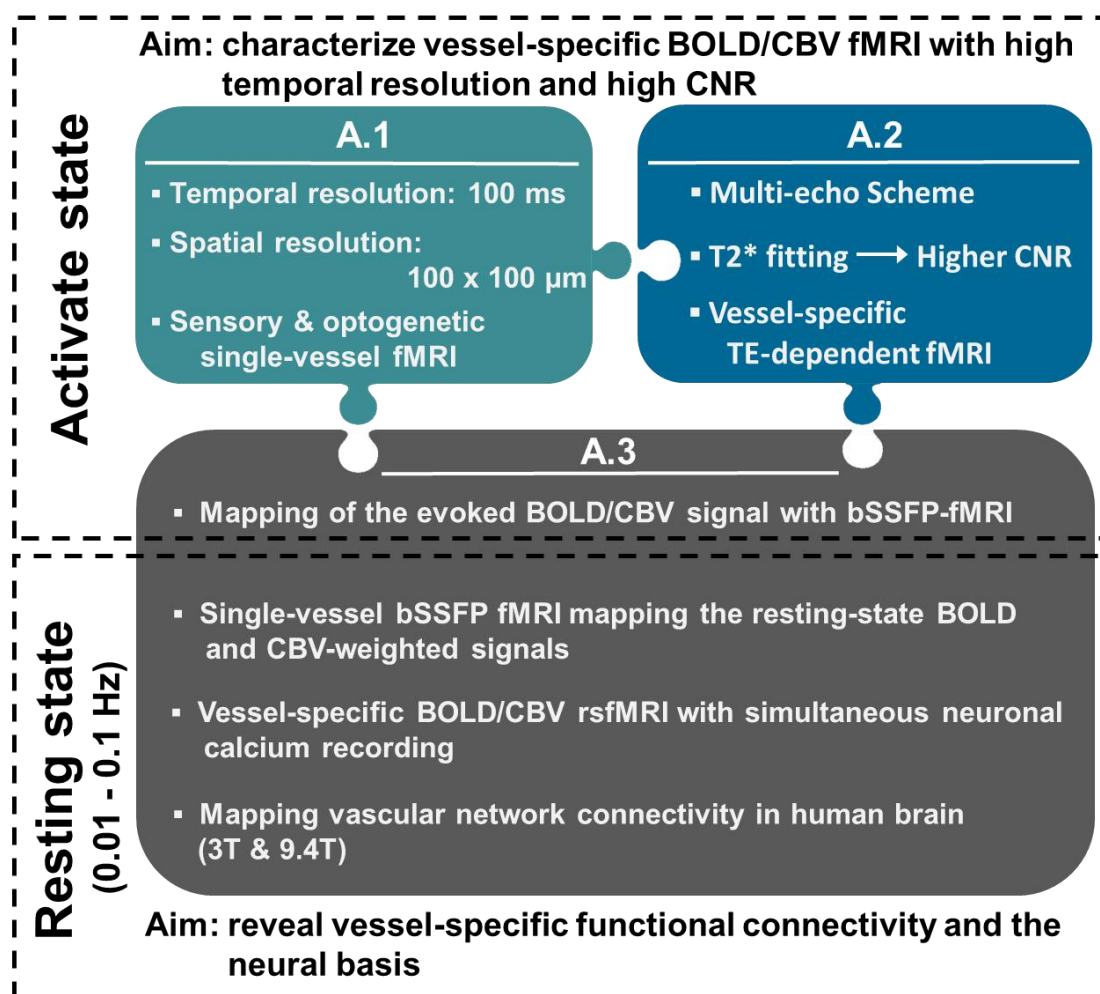 Aim: characterize vessel-specific BOLD/CBV fMRI with high
temporal resolution and high CNR
Activate state
A.1
▪ Temporal resolution: 100 ms
▪ Spatial resolution:
100 x 100 µm
▪ Sensory & optogenetic
single-vessel fMRI
A.2
▪ Multi-echo Scheme
▪ T2* fitting → Higher CNR
▪ Vessel-specific
TE-dependent fMRI
A.3
▪ Mapping of the evoked BOLD/CBV signal with bSSFP-fMRI
Resting state
(0.01 - 0.1 Hz)
▪ Single-vessel bSSFP fMRI mapping the resting-state BOLD
and CBV-weighted signals
▪ Vessel-specific BOLD/CBV rsfMRI with simultaneous neuronal
calcium recording
▪ Mapping vascular network connectivity in human brain
(3T & 9.4T)
Aim: reveal vessel-specific functional connectivity and the
neural basis